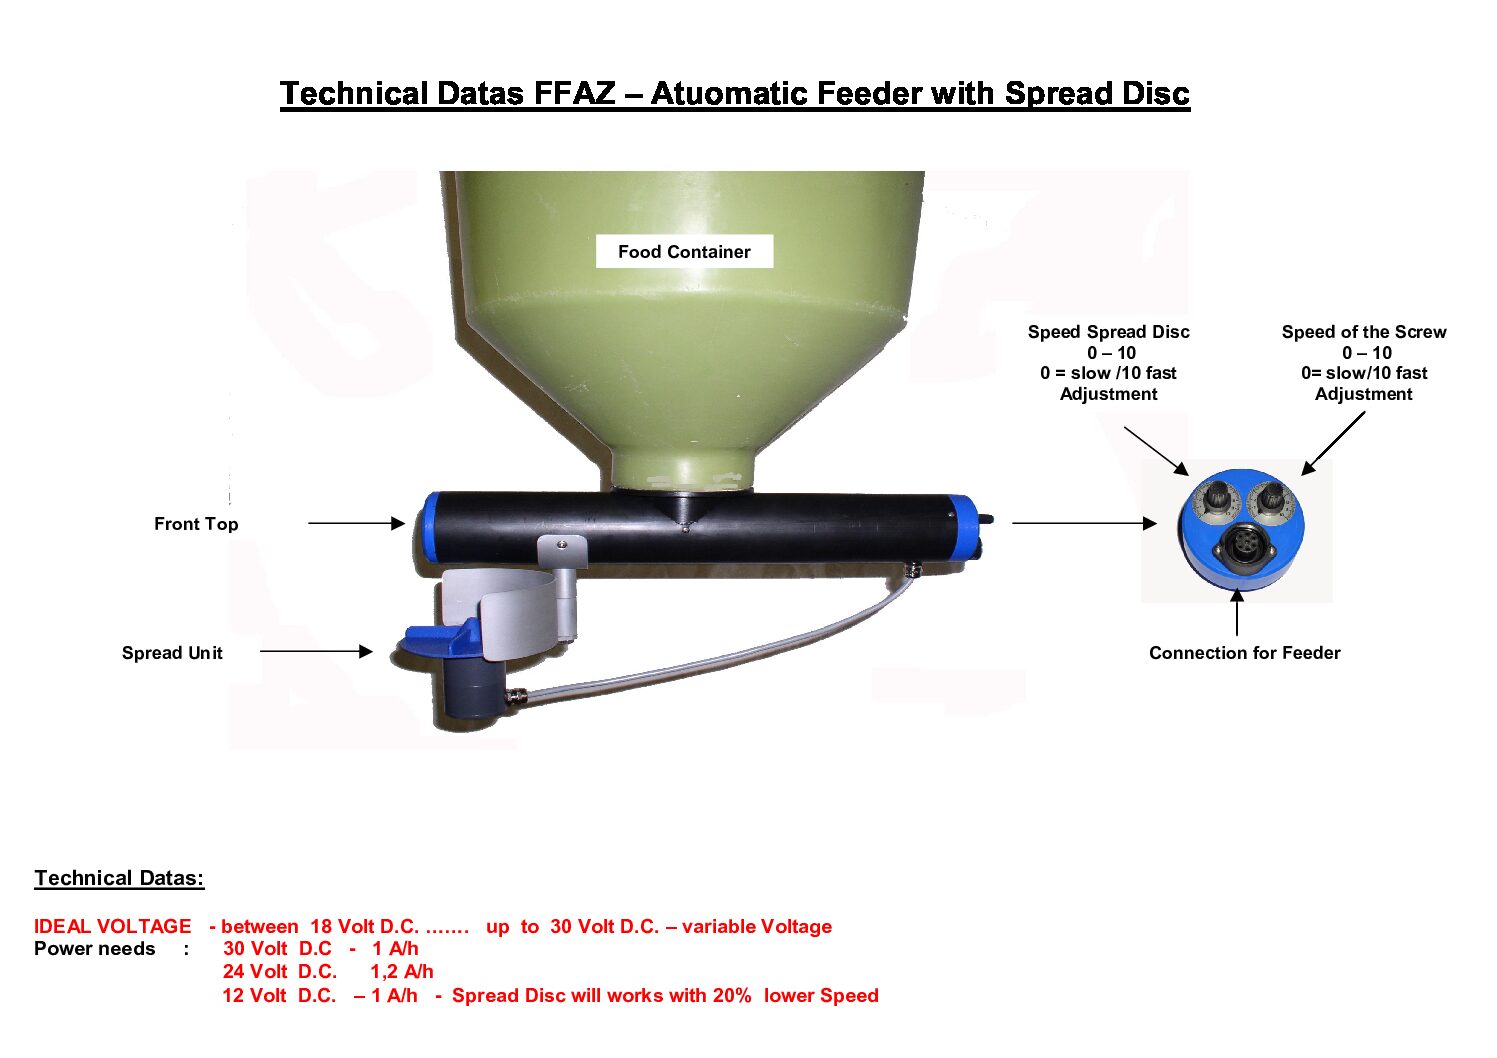 Technical Datas FFAZ – Atuomatic Feeder with Spread Disc
Food Container
Speed Spread Disc
0 – 10
0 = slow /10 fast
Adjustment
Speed of the Screw
0 – 10
0= slow/10 fast
Adjustment
Front Top
Spread Unit
Connection for Feeder
Technical Datas:
IDEAL VOLTAGE - between 18 Volt D.C. ....... up to 30 Volt D.C. – variable Voltage
Power needs : 30 Volt D.C - 1 A/h
24 Volt D.C. 1,2 A/h
12 Volt D.C. – 1 A/h - Spread Disc will works with 20% lower Speed